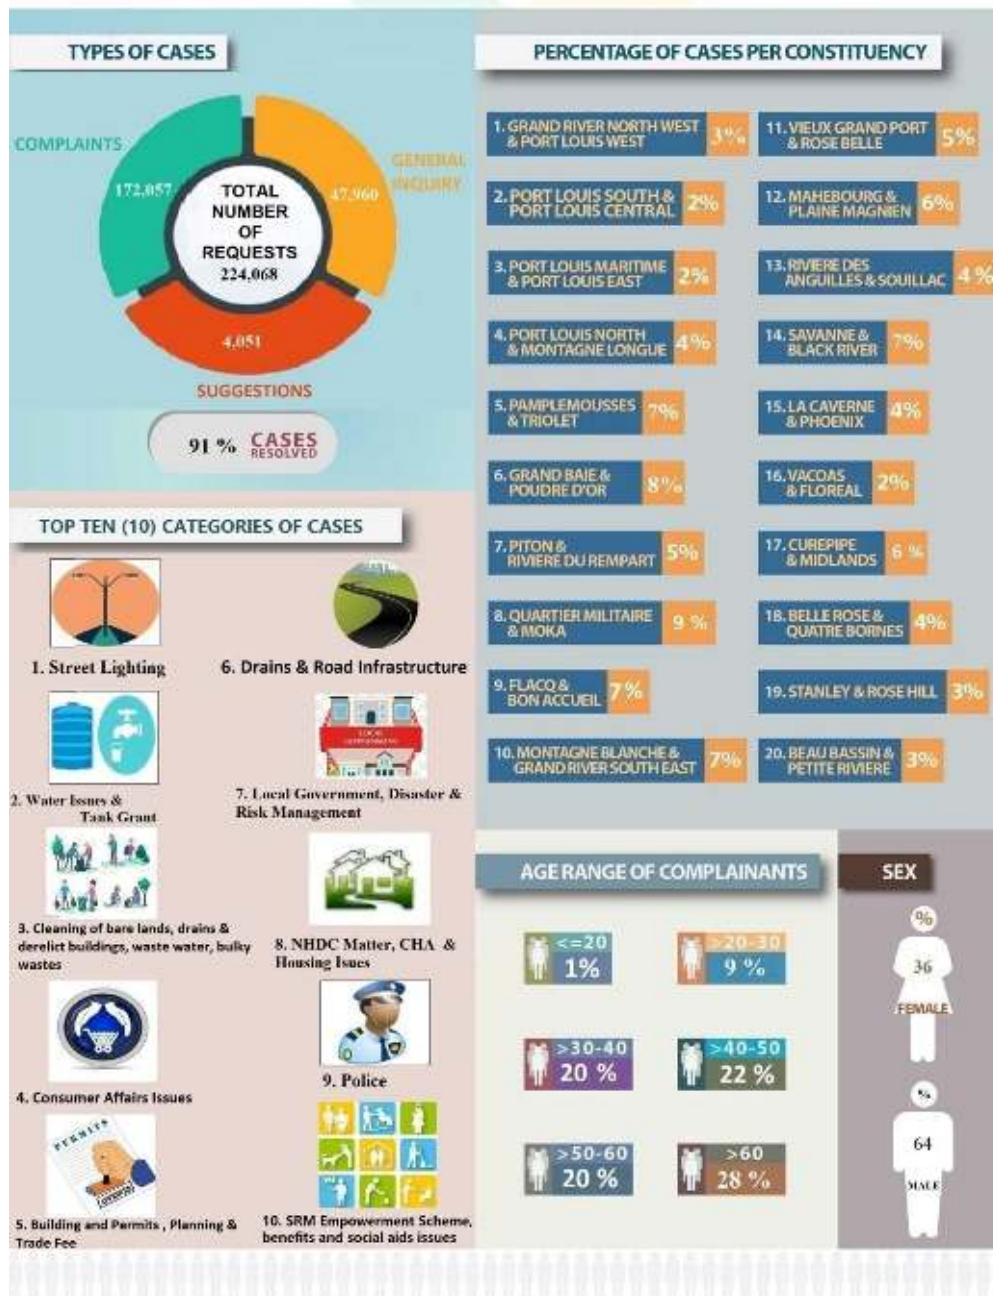 TYPES OF CASES
COMPLAINTS
GENERAL
INQUIRY
172,057
47,960
TOTAL
NUMBER
OF
REQUESTS
224,068
4,051
SUGGESTIONS
91 % CASES
RESOLVED
TOP TEN (10) CATEGORIES OF CASES
1. Street Lighting
6. Drains & Road Infrastructure
2. Water Issues &
Tank Grant
LOCAL
GOVERNMENT
7. Local Government, Disaster &
Risk Management
3. Cleaning of bare lands, drains &
derelict buildings, waste water, bulky
wastes
8. NHDC Matter, CHA &
Housing Isues
4. Consumer Affairs Issues
9. Police
PERMITS
5. Building and Permits , Planning &
Trade Fee
10. SRM Empowerment Scheme,
benefits and social aids issues
PERCENTAGE OF CASES PER CONSTITUENCY
1. GRAND RIVER NORTH WEST
& PORT LOUIS WEST
3%
2. PORT LOUIS SOUTH &
PORT LOUIS CENTRAL
2%
3. PORT LOUIS MARITIME
& PORT LOUIS EAST
2%
4. PORT LOUIS NORTH
& MONTAGNE LONGUE
4%
5. PAMPLEMOUSSES
& TRIOLET
7%
6. GRAND BAIE &
POUDRE D'OR
8%
7. PITON &
RIVIERE DU REMPART
5%
8. QUARTIER MILITAIRE
& MOKA
9 %
9. FLACQ &
BON ACCUEIL
7%
10. MONTAGNE BLANCHE &
GRAND RIVER SOUTH EAST
7%
11. VIEUX GRAND PORT
& ROSE BELLE
5%
12. MAHEBOURG &
PLAINE MAGNIEN
6%
13. RIVIERE DES
ANGUILLES & SOUILLAC
4 %
14. SAVANNE &
BLACK RIVER
7%
15. LA CAVERNE
& PHOENIX
4%
16. VACOAS
& FLOREAL
2%
17. CUREPIPE
& MIDLANDS
6 %
18. BELLE ROSE &
QUATRE BORNES
4%
19. STANLEY & ROSE HILL
3%
20. BEAU BASSIN &
PETITE RIVIERE
3%
AGE RANGE OF COMPLAINANTS
<=20
1%
>20-30
9 %
>30-40
20 %
>40-50
22 %
>50-60
20 %
>60
28 %
SEX
%
36
FEMALE
%
64
MALE